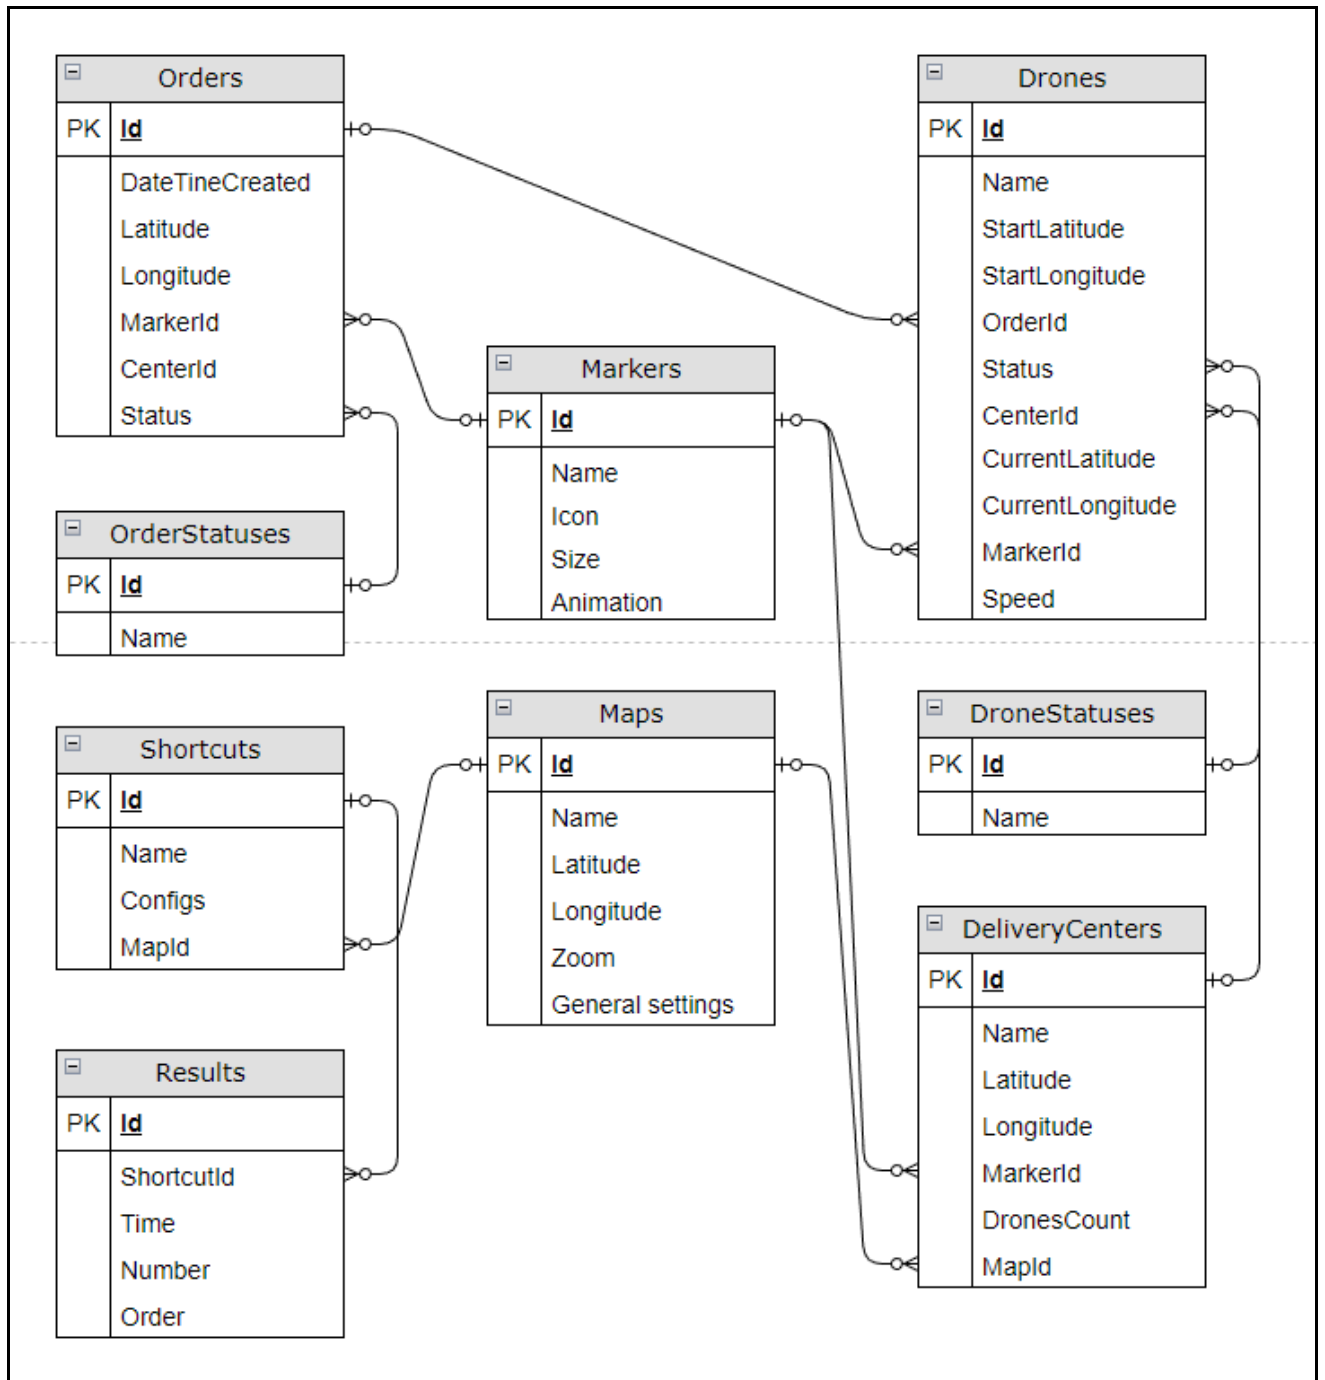 Orders
PK Id
DateTineCreated
Latitude
Longitude
MarkerId
CenterId
Status
Drones
PK Id
Name
StartLatitude
StartLongitude
OrderId
Status
CenterId
CurrentLatitude
CurrentLongitude
MarkerId
Speed
Markers
PK Id
Name
Icon
Size
Animation
OrderStatuses
PK Id
Name
Shortcuts
PK Id
Name
Configs
MapId
Maps
PK Id
Name
Latitude
Longitude
Zoom
General settings
DroneStatuses
PK Id
Name
DeliveryCenters
PK Id
Name
Latitude
Longitude
MarkerId
DronesCount
MapId
Results
PK Id
ShortcutId
Time
Number
Order